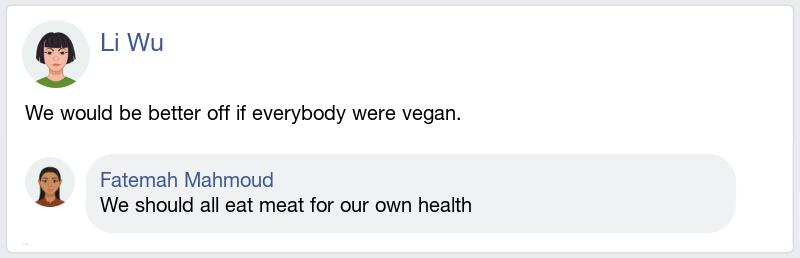 Li Wu
We would be better off if everybody were vegan.
Fatemah Mahmoud
We should all eat meat for our own health